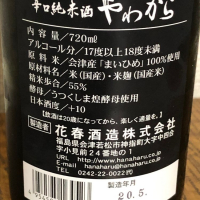 辛口純米酒 やわから
内容量/720㎖
アルコール分/17度以上18度未満
原料米/会津産「まいひめ」100%使用
原材料名/米(国産)・米麹(国産米)
精米歩合/55%
酵母/うつくしま煌酵母使用
日本酒度/+10
【飲酒は20歳になってから。楽しく適量を。】
製造者 花春酒造株式会社
福島県会津若松市神指町大字中四合
字小見前24番地の1
http://www.hanaharu.co.jp
E-mail:hanaharu@hanaharu.co.jp
TEL 0242-22-0022㈹
製造年月
20.5.